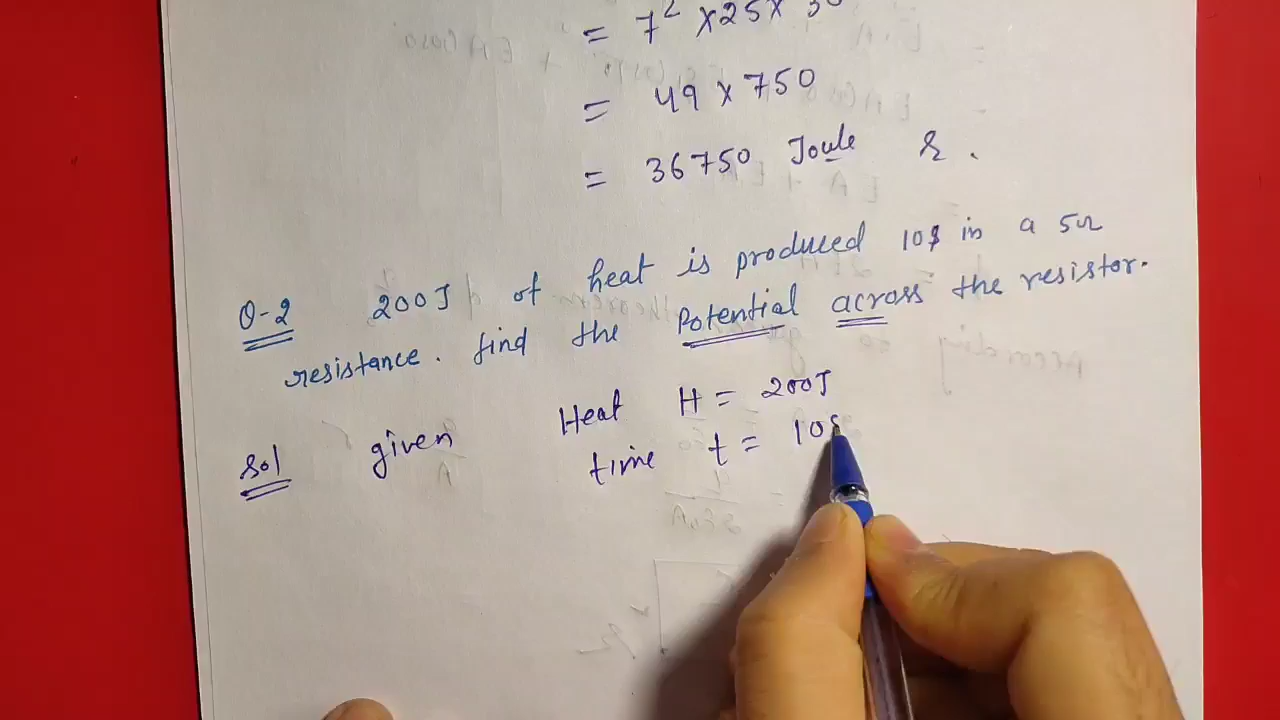 = 7² × 25 × 30
= 49 × 750
= 36750 Joule &.
Q-2 200J of heat is produced 10s in a 5Ω
resistance. find the Potential across the resistor.
Sol given Heat H = 200J
time t = 10s